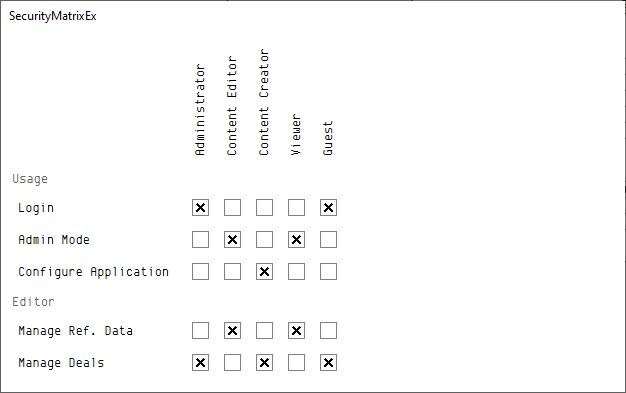 SecurityMatrixEx
Administrator
Content Editor
Content Creator
Viewer
Guest
Usage
Login
Admin Mode
Configure Application
Editor
Manage Ref. Data
Manage Deals